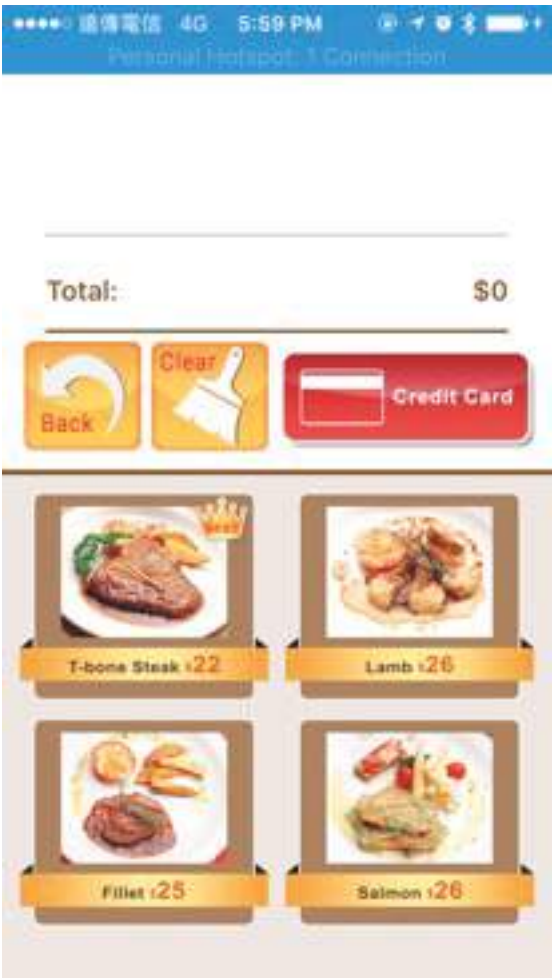 遠傳電信 4G 5:59 PM
Personal Hotspot: 1 Connection
Total: $0
Back
Clear
Credit Card
T-bone Steak $22
Lamb $26
Fillet $25
Salmon $26